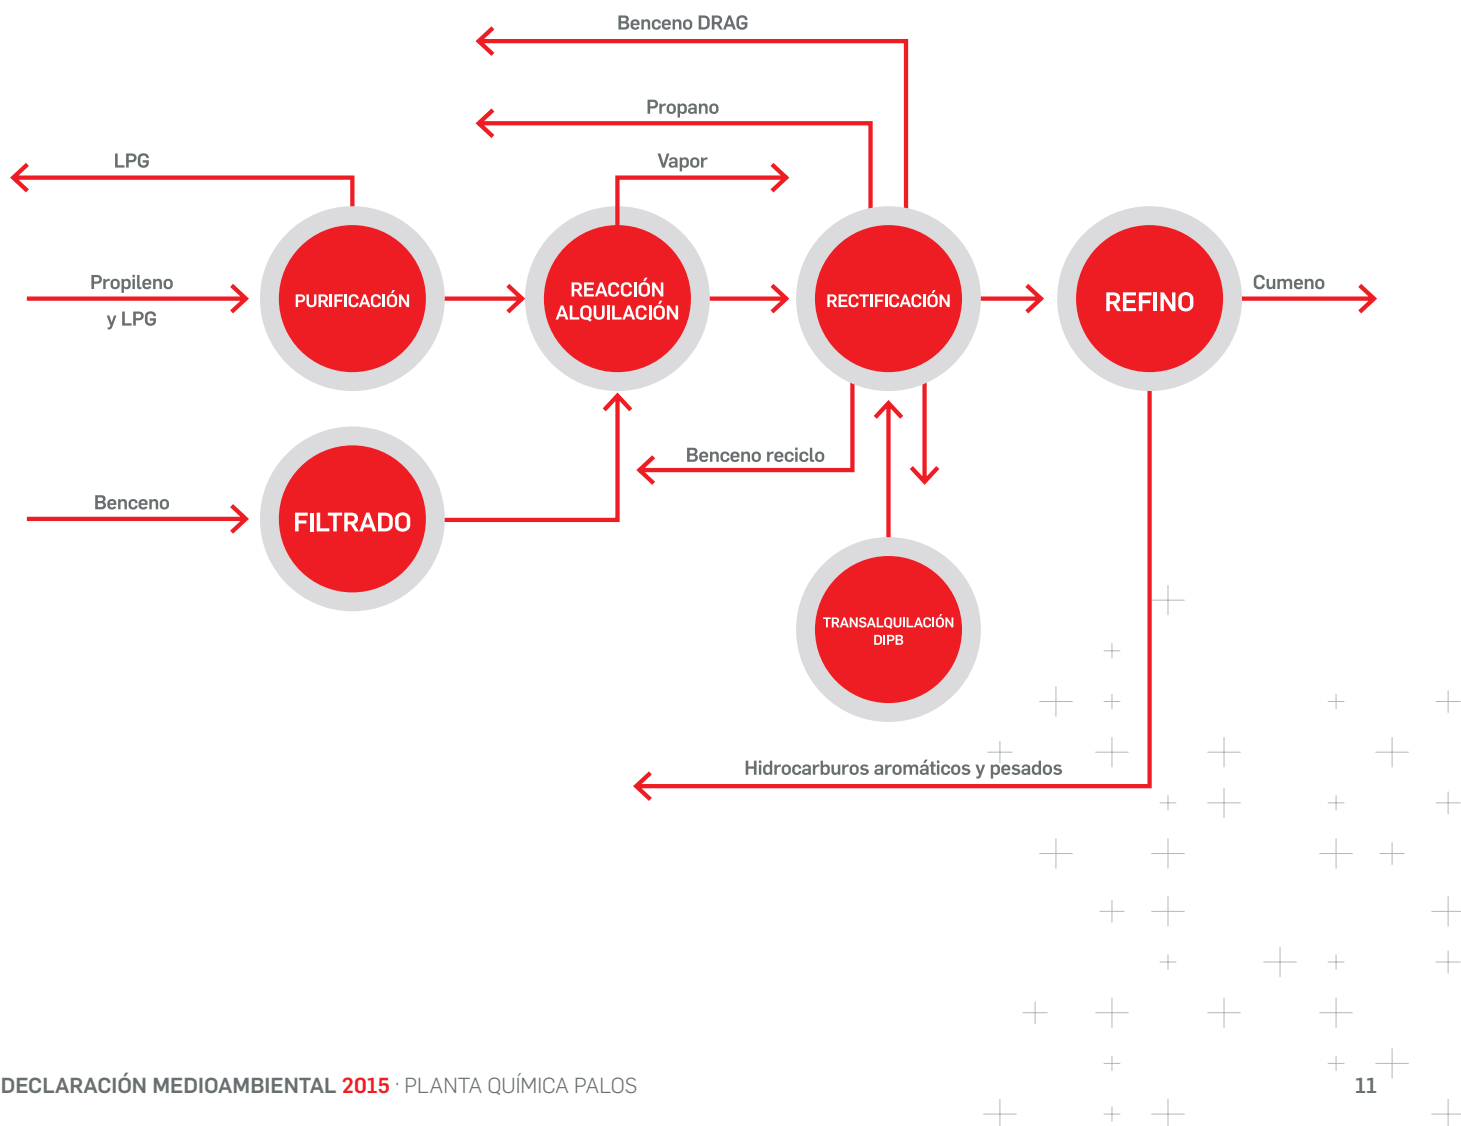 Benceno DRAG
Propano
LPG
Vapor
Propileno
y LPG
PURIFICACIÓN
REACCIÓN
ALQUILACIÓN
RECTIFICACIÓN
REFINO
Cumeno
Benceno reciclo
Benceno
FILTRADO
TRANSALQUILACIÓN
DIPB
Hidrocarburos aromáticos y pesados
DECLARACIÓN MEDIOAMBIENTAL 2015 · PLANTA QUÍMICA PALOS
11